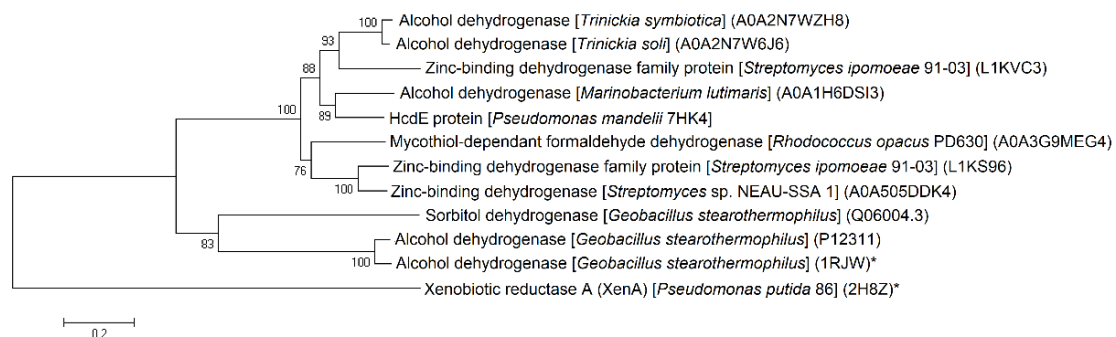 100 Alcohol dehydrogenase [Trinickia symbiotica] (A0A2N7WZH8)
93 Alcohol dehydrogenase [Trinickia soli] (A0A2N7W6J6)
88 Zinc-binding dehydrogenase family protein [Streptomyces ipomoeae 91-03] (L1KVC3)
Alcohol dehydrogenase [Marinobacterium lutimaris] (A0A1H6DSI3)
100 89 HcdE protein [Pseudomonas mandelii 7HK4]
Mycothiol-dependant formaldehyde dehydrogenase [Rhodococcus opacus PD630] (A0A3G9MEG4)
76 Zinc-binding dehydrogenase family protein [Streptomyces ipomoeae 91-03] (L1KS96)
100 Zinc-binding dehydrogenase [Streptomyces sp. NEAU-SSA 1] (A0A505DDK4)
Sorbitol dehydrogenase [Geobacillus stearothermophilus] (Q06004.3)
83 Alcohol dehydrogenase [Geobacillus stearothermophilus] (P12311)
100 Alcohol dehydrogenase [Geobacillus stearothermophilus] (1RJW)*
Xenobiotic reductase A (XenA) [Pseudomonas putida 86] (2H8Z)*
0.2